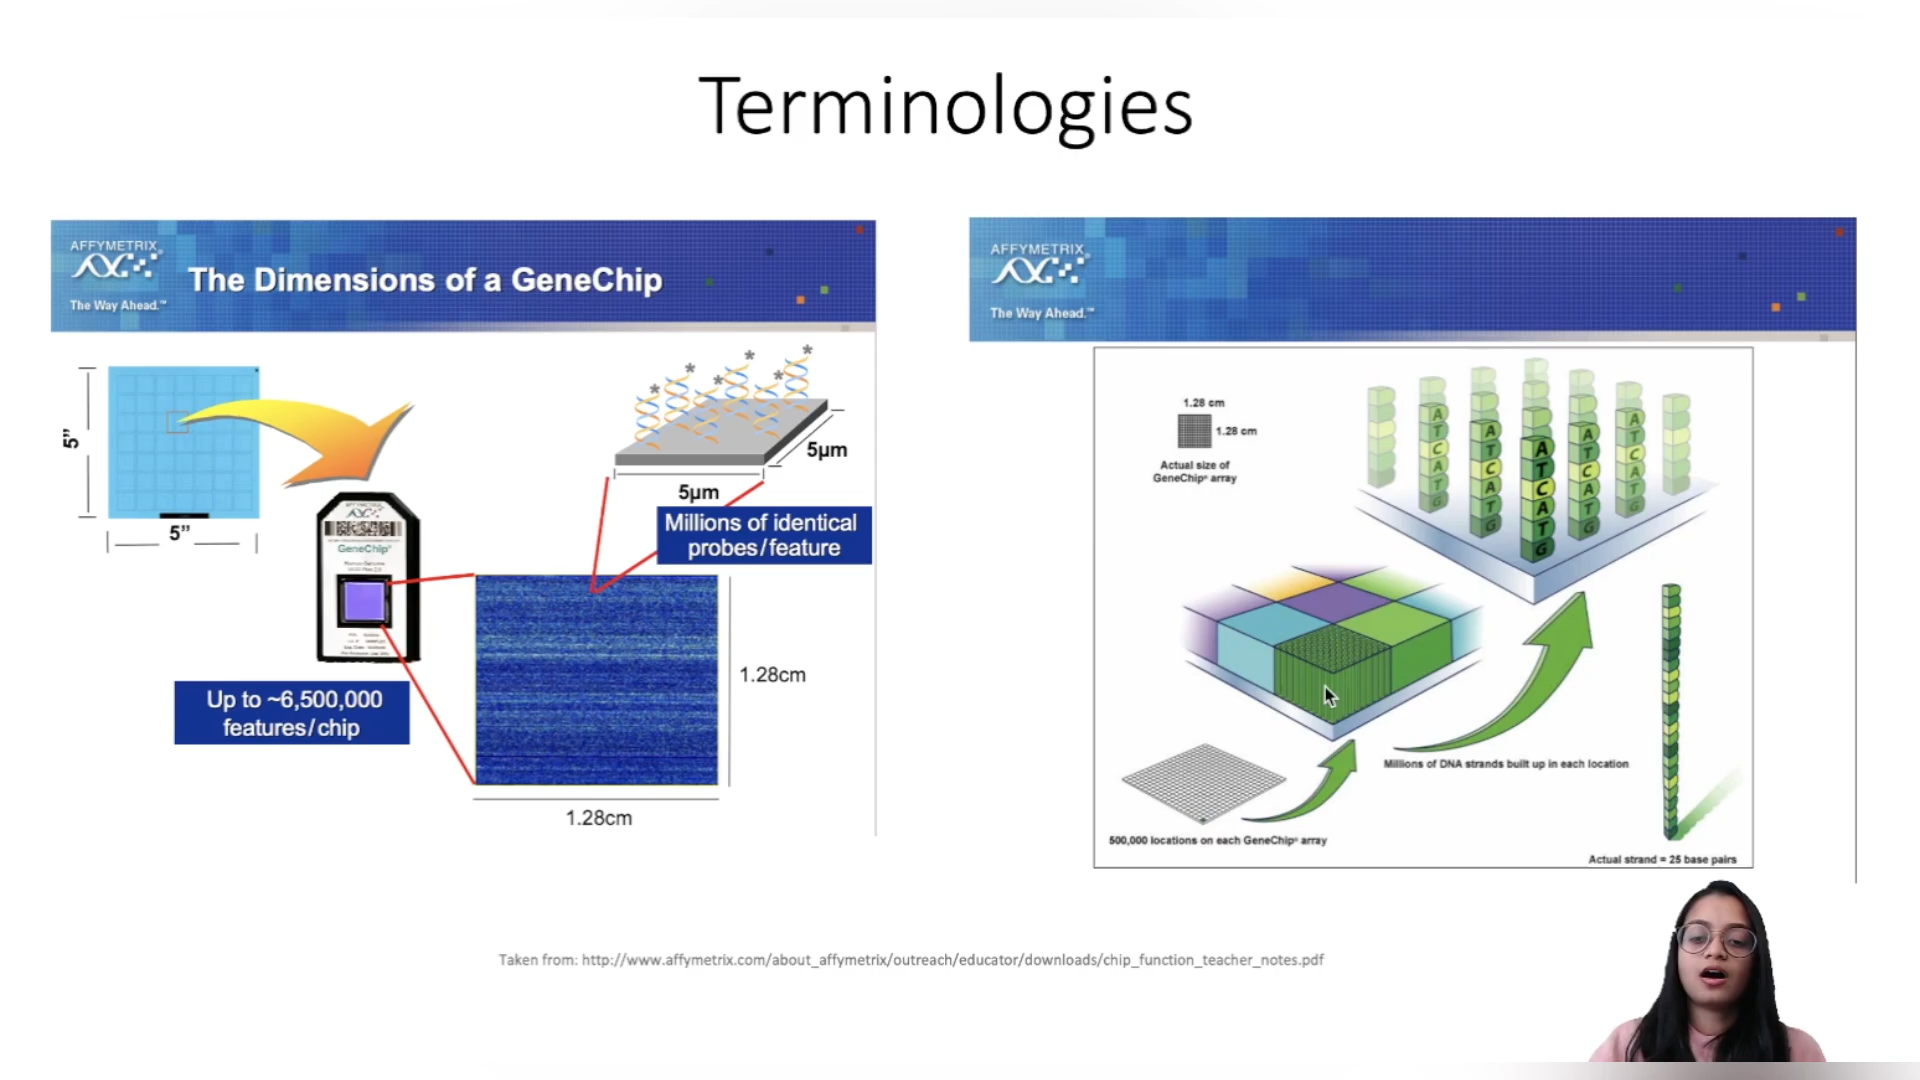 Terminologies
AFFYMETRIX
The Way Ahead.™
The Dimensions of a GeneChip
5”
5”
GeneChip®
Up to ~6,500,000
features/chip
* * * * * *
5µm
5µm
Millions of identical
probes/feature
1.28cm
1.28cm
AFFYMETRIX®
The Way Ahead.™
1.28 cm
1.28 cm
Actual size of
GeneChip® array
A T C A T G
A T C A T G
A T C A T G
A T C A T G
A T C A T G
Millions of DNA strands built up in each location
500,000 locations on each GeneChip® array
Actual strand = 25 base pairs
Taken from: http://www.affymetrix.com/about_affymetrix/outreach/educator/downloads/chip_function_teacher_notes.pdf